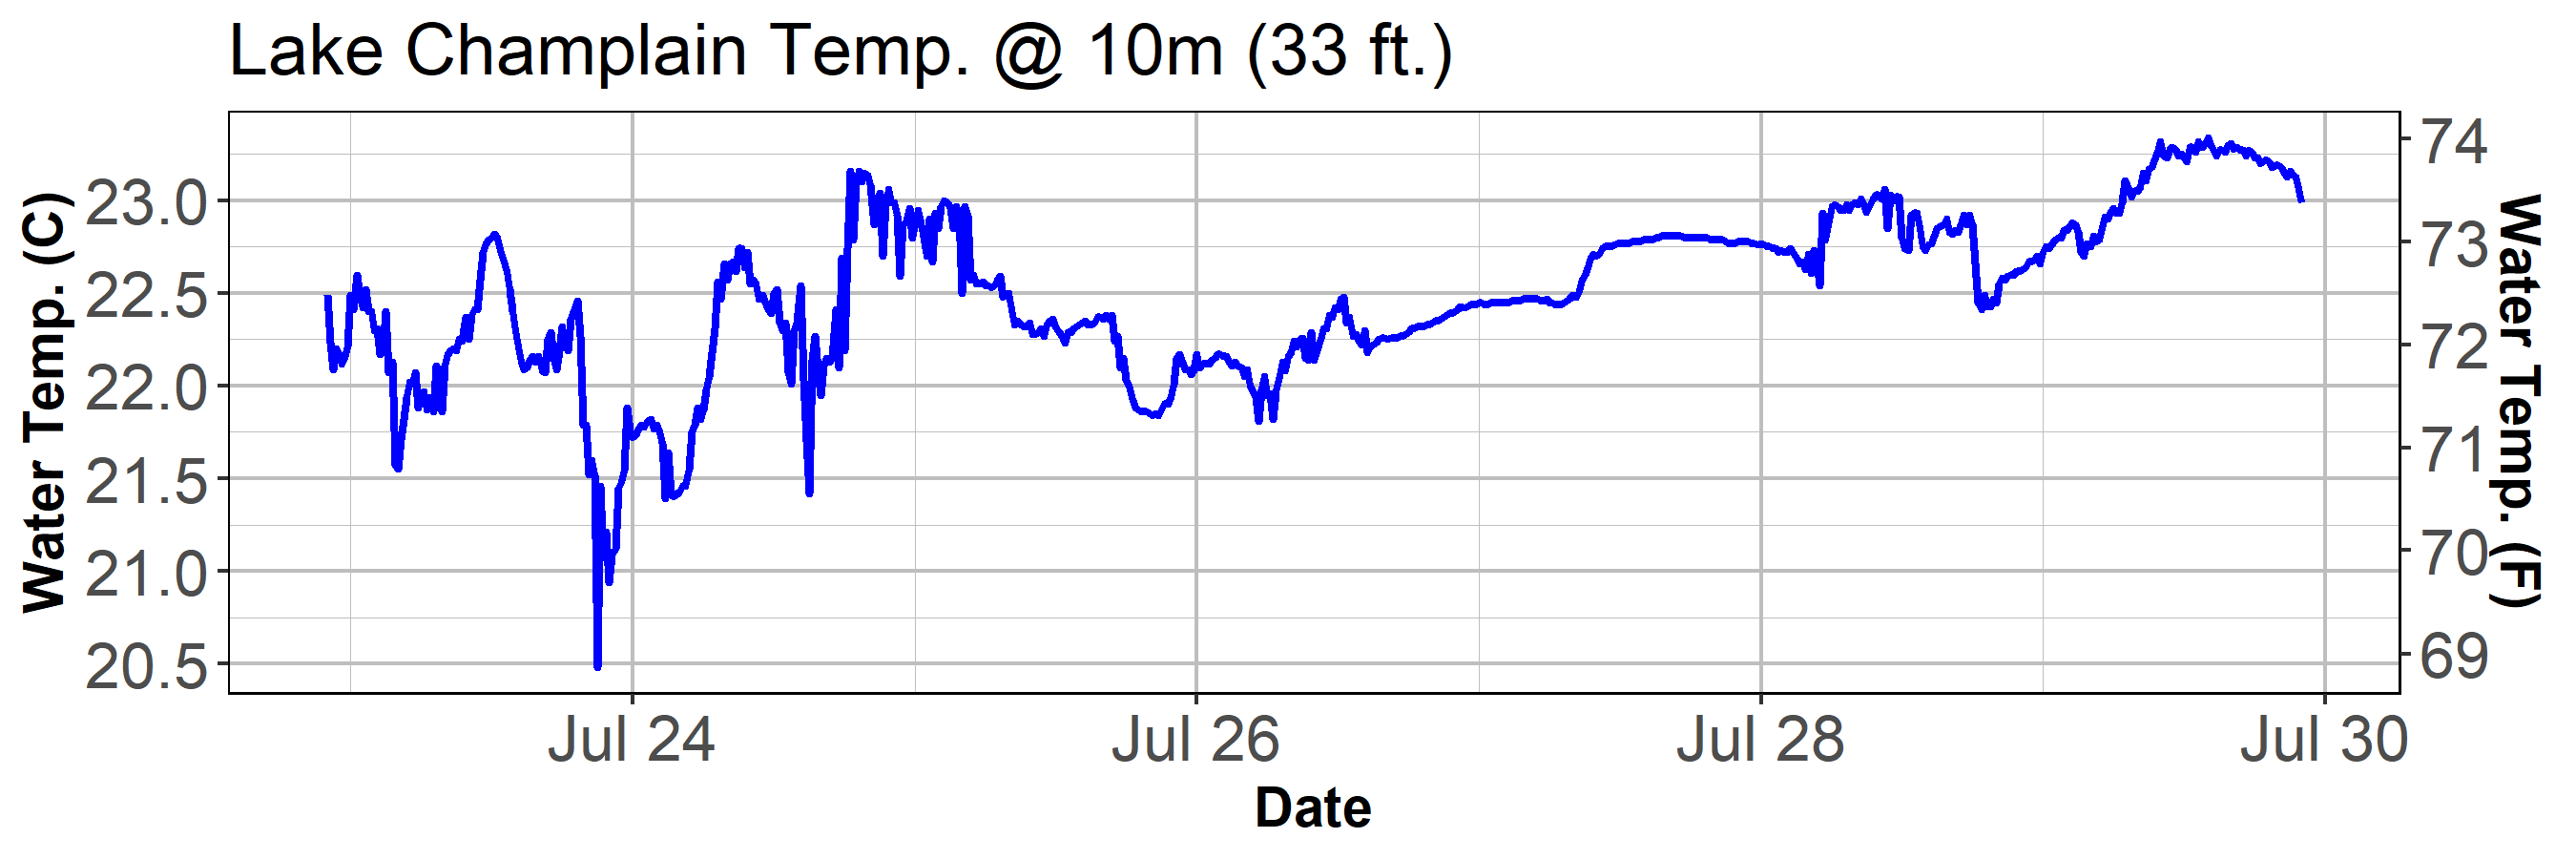 Lake Champlain Temp. @ 10m (33 ft.)
Water Temp. (C)
23.0
22.5
22.0
21.5
21.0
20.5
74
73
72
71
70
69
Water Temp. (F)
Jul 24
Jul 26
Jul 28
Jul 30
Date